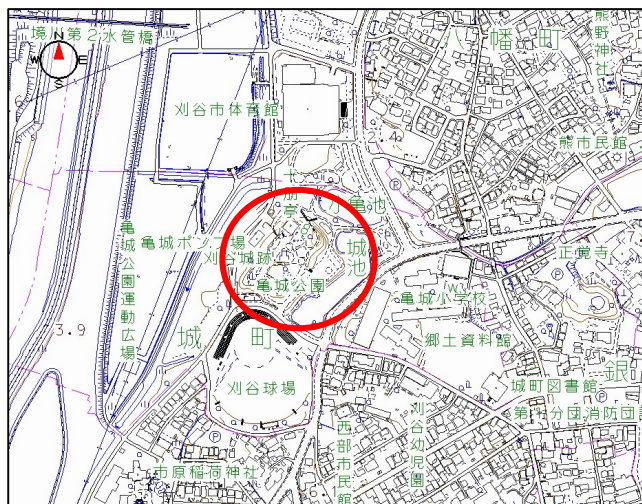 境川第2水管橋
N
W E
S
八幡町
熊野神社
刈谷市体育館
熊市民館
十朋亭
亀池
亀城ポンプ場
刈谷城跡
城池
亀城公園
亀城公園運動広場
正覚寺
亀城小学校
郷土資料館
3.9
城町
刈谷球場
銀
城町図書館
第1分団消防団
西部市民館
刈谷幼児園
市原稲荷神社